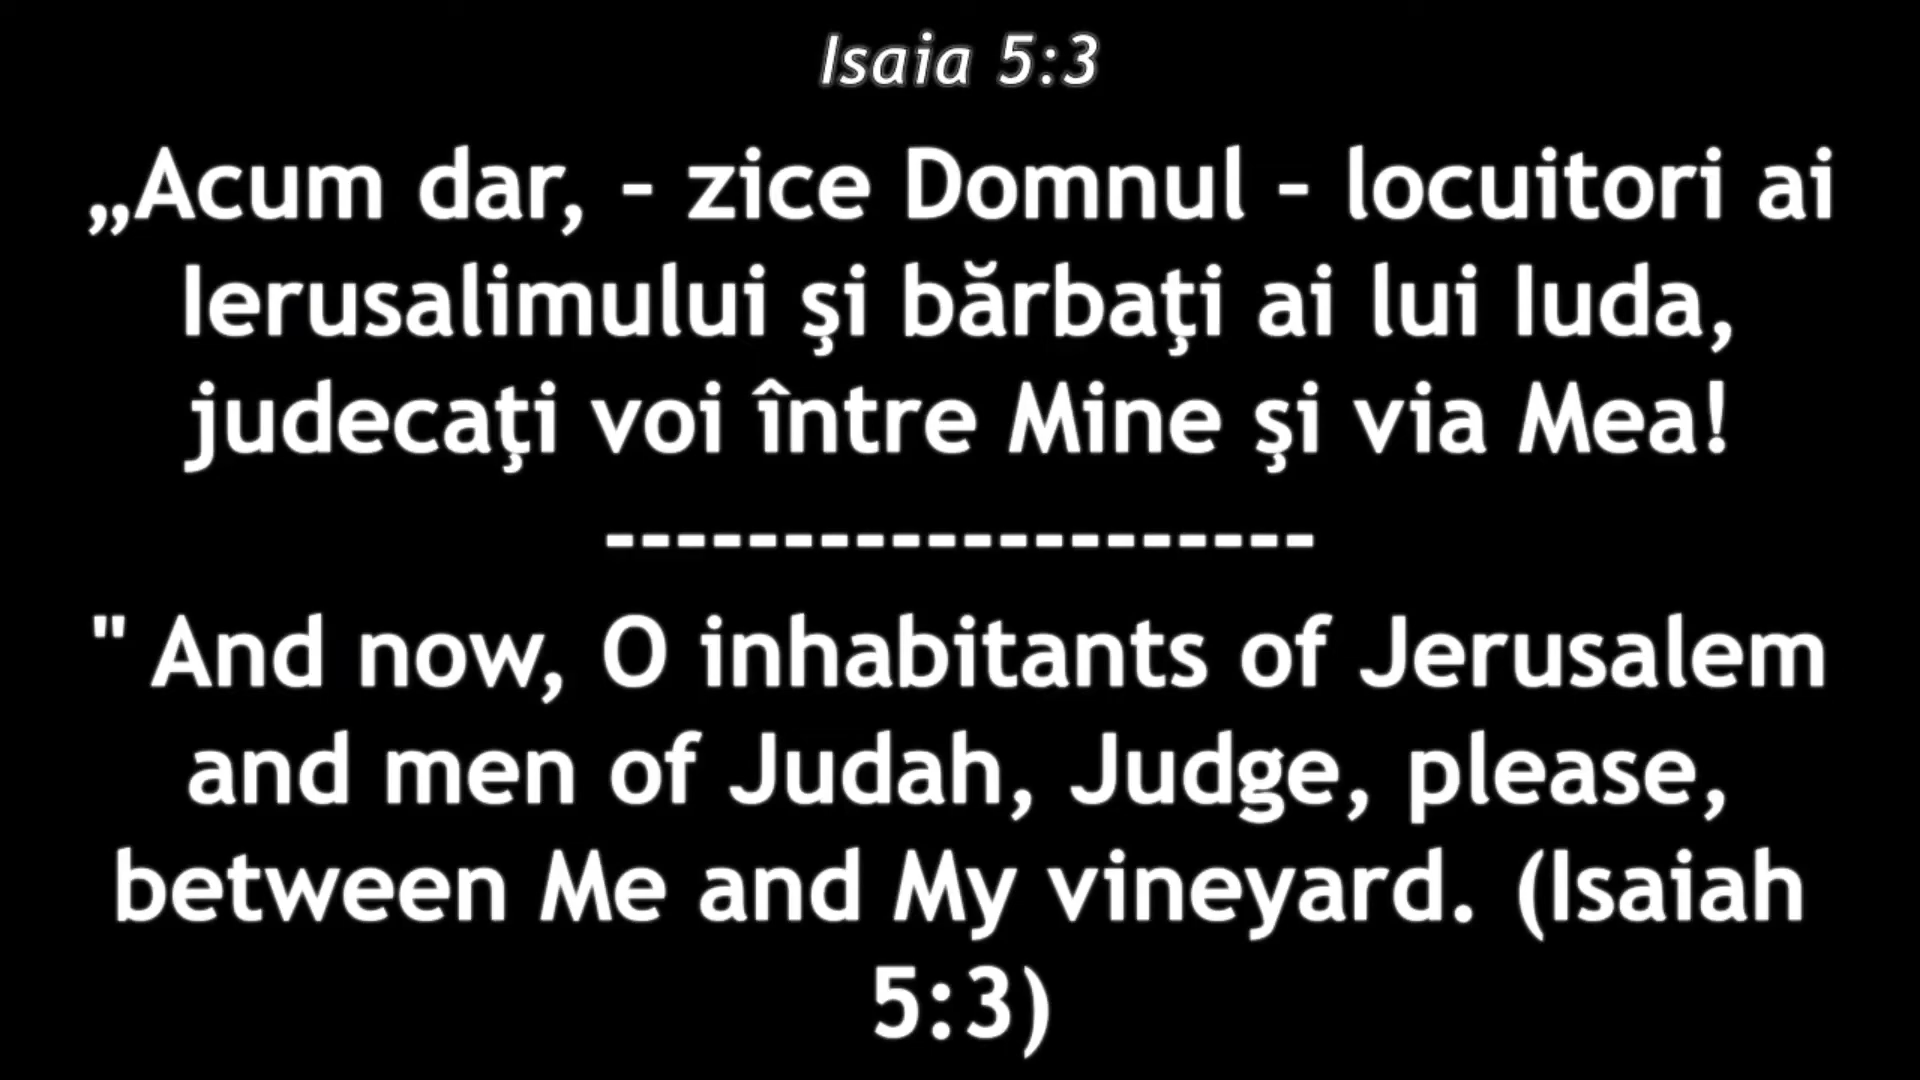 Isaia 5:3
„Acum dar, – zice Domnul – locuitori ai
Ierusalimului şi bărbaţi ai lui Iuda,
judecaţi voi între Mine şi via Mea!
--------------------
" And now, O inhabitants of Jerusalem
and men of Judah, Judge, please,
between Me and My vineyard. (Isaiah
5:3)